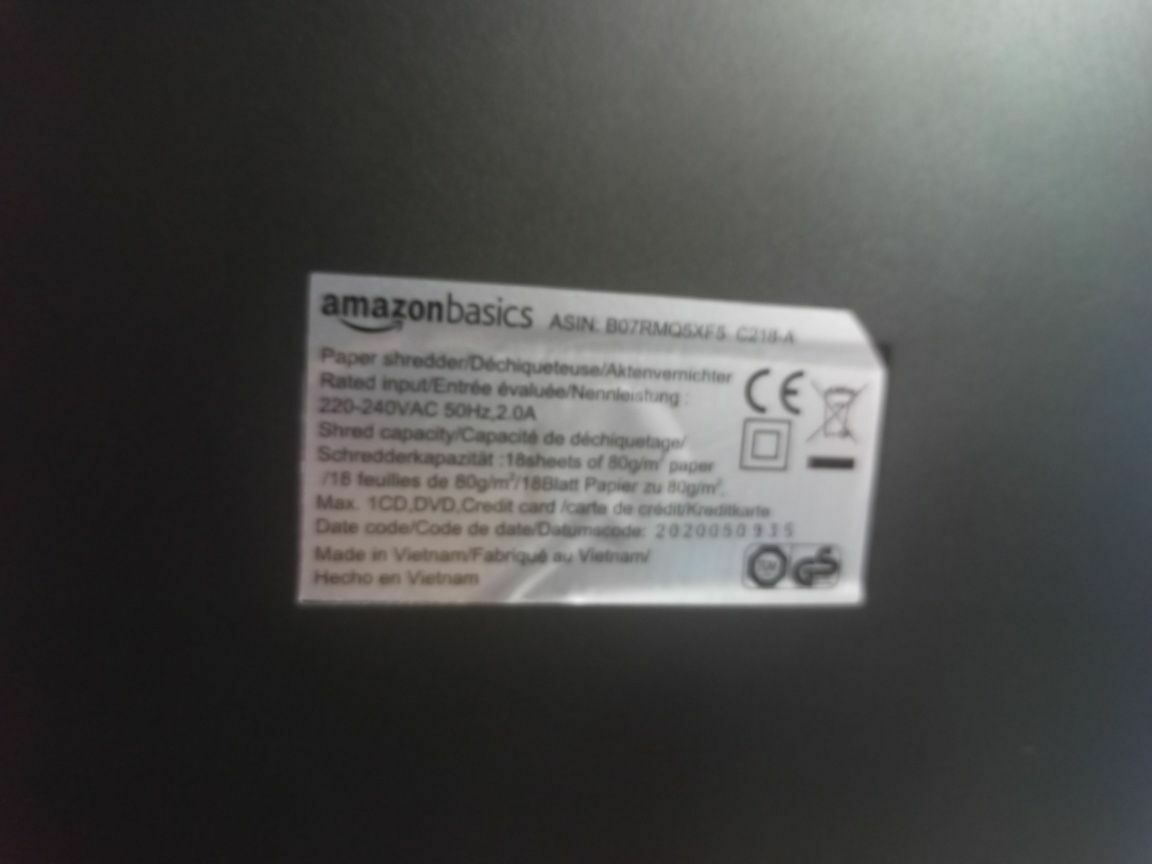 amazonbasics ASIN: B07RMQ5XF5 C218-A
Paper shredder/Déchiqueteuse/Aktenvernichter
Rated input/Entrée évaluée/Nennleistung :
220-240VAC 50Hz,2.0A
Shred capacity/Capacité de déchiquetage/
Schredderkapazität :18sheets of 80g/m² paper
/18 feuilles de 80g/m²/18Blatt Papier zu 80g/m².
Max. 1CD,DVD,Credit card /carte de crédit/Kreditkarte
Date code/Code de date/Datumscode: 2020050935
Made in Vietnam/Fabriqué au Vietnam/
Hecho en Vietnam
CE